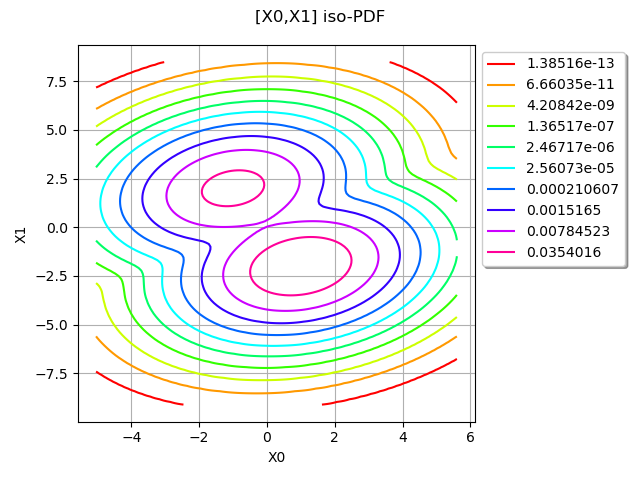 [X0,X1] iso-PDF
1.38516e-13
6.66035e-11
4.20842e-09
1.36517e-07
2.46717e-06
2.56073e-05
0.000210607
0.0015165
0.00784523
0.0354016
7.5
5.0
2.5
0.0
−2.5
−5.0
−7.5
X1
−4
−2
0
2
4
6
X0